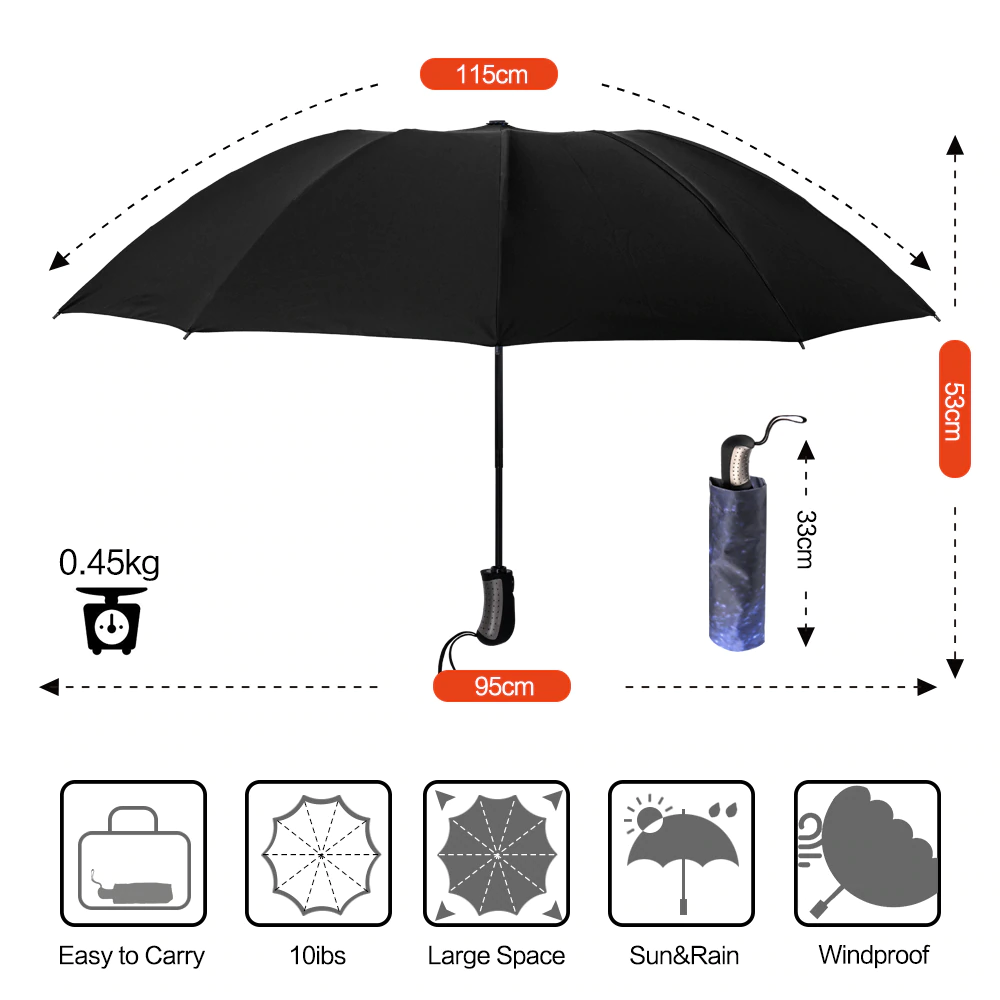 115cm
53cm
33cm
0.45kg
95cm
Easy to Carry
10ibs
Large Space
Sun&Rain
Windproof